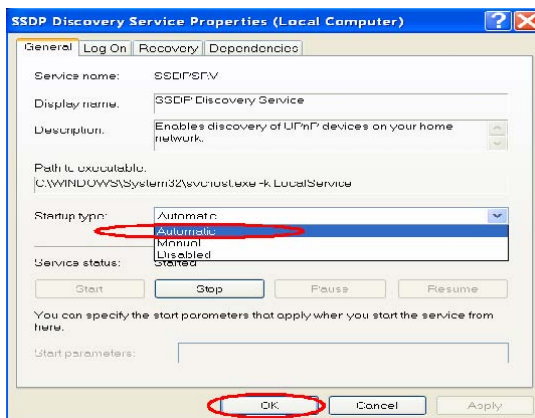 SSDP Discovery Service Properties (Local Computer)
General Log On Recovery Dependencies
Service name: SSDPSRV
Display name: SSDP Discovery Service
Description: Enables discovery of UPnP devices on your home
network.
Path to executable:
C:\WINDOWS\System32\svchost.exe -k LocalService
Startup type: Automatic
Automatic
Manual
Disabled
Service status: Started
Start Stop Pause Resume
You can specify the start parameters that apply when you start the service from
here.
Start parameters:
OK Cancel Apply